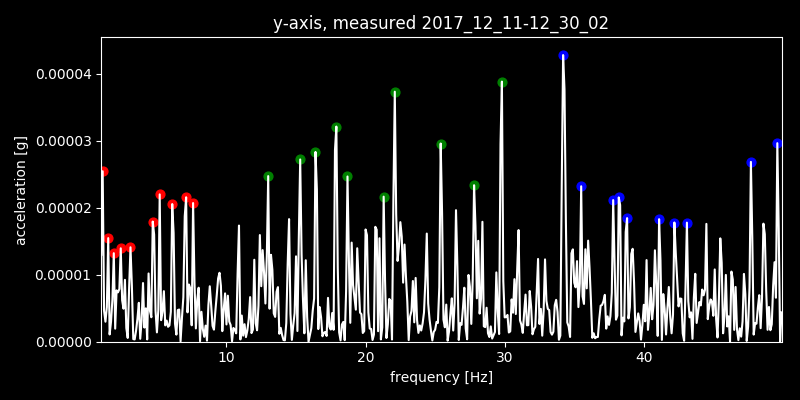 y-axis, measured 2017_12_11-12_30_02
0.00004
0.00003
0.00002
0.00001
0.00000
acceleration [g]
10 20 30 40
frequency [Hz]